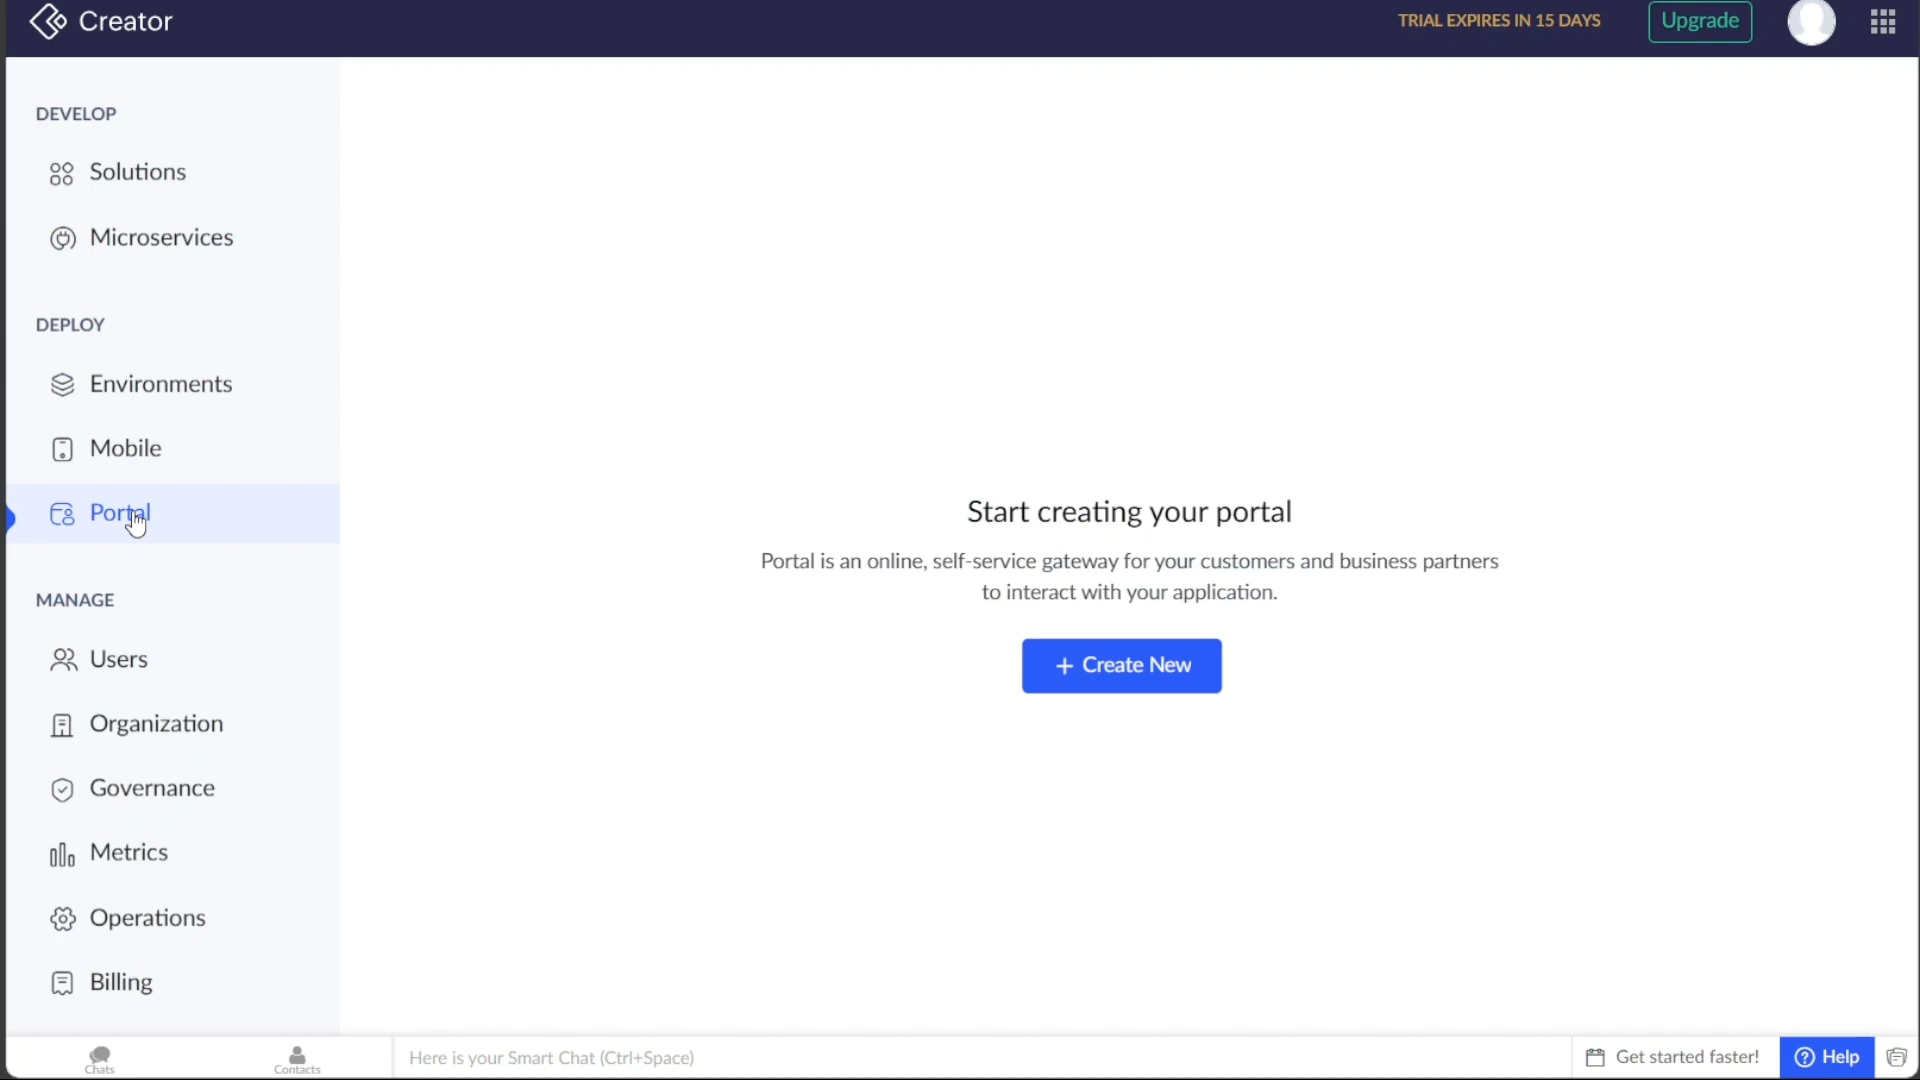 Creator
TRIAL EXPIRES IN 15 DAYS
Upgrade
DEVELOP
Solutions
Microservices
DEPLOY
Environments
Mobile
Portal
MANAGE
Users
Organization
Governance
Metrics
Operations
Billing
Start creating your portal
Portal is an online, self-service gateway for your customers and business partners
to interact with your application.
+ Create New
Chats
Contacts
Here is your Smart Chat (Ctrl+Space)
Get started faster!
? Help